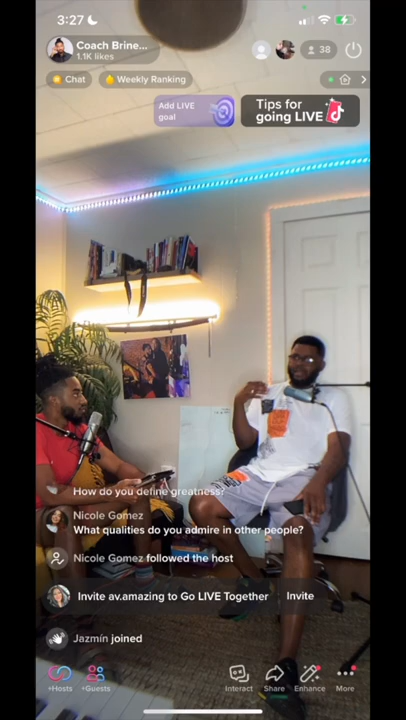 3:27
Coach Brine...
1.1K likes
38
Chat
Weekly Ranking
Add LIVE
goal
Tips for
going LIVE
How do you define greatness?
Nicole Gomez
What qualities do you admire in other people?
Nicole Gomez followed the host
Invite av.amazing to Go LIVE Together
Invite
Jazmín joined
+Hosts
+Guests
Interact
Share
Enhance
More